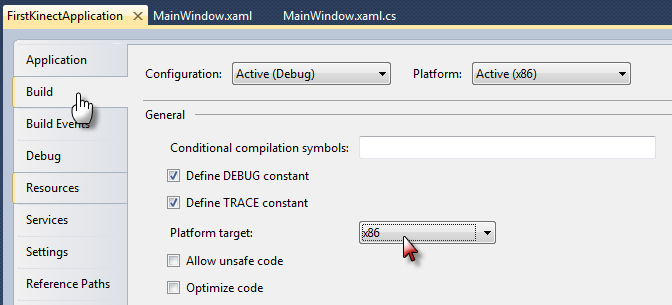 FirstKinectApplication MainWindow.xaml MainWindow.xaml.cs
Application
Configuration: Active (Debug) Platform: Active (x86)
Build
General
Build Events
Conditional compilation symbols:
Debug
Define DEBUG constant
Resources
Define TRACE constant
Services
Platform target: x86
Settings
Allow unsafe code
Reference Paths
Optimize code